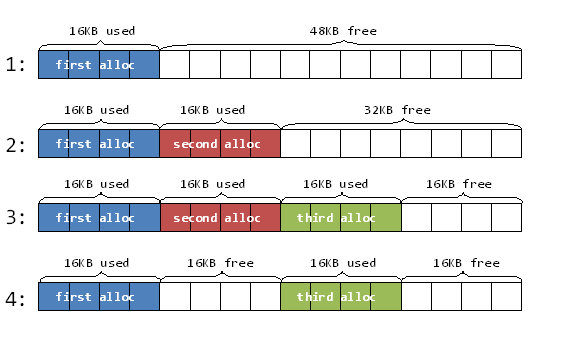 16KB used 48KB free
1: first alloc
16KB used 16KB used 32KB free
2: first alloc second alloc
16KB used 16KB used 16KB used 16KB free
3: first alloc second alloc third alloc
16KB used 16KB free 16KB used 16KB free
4: first alloc third alloc